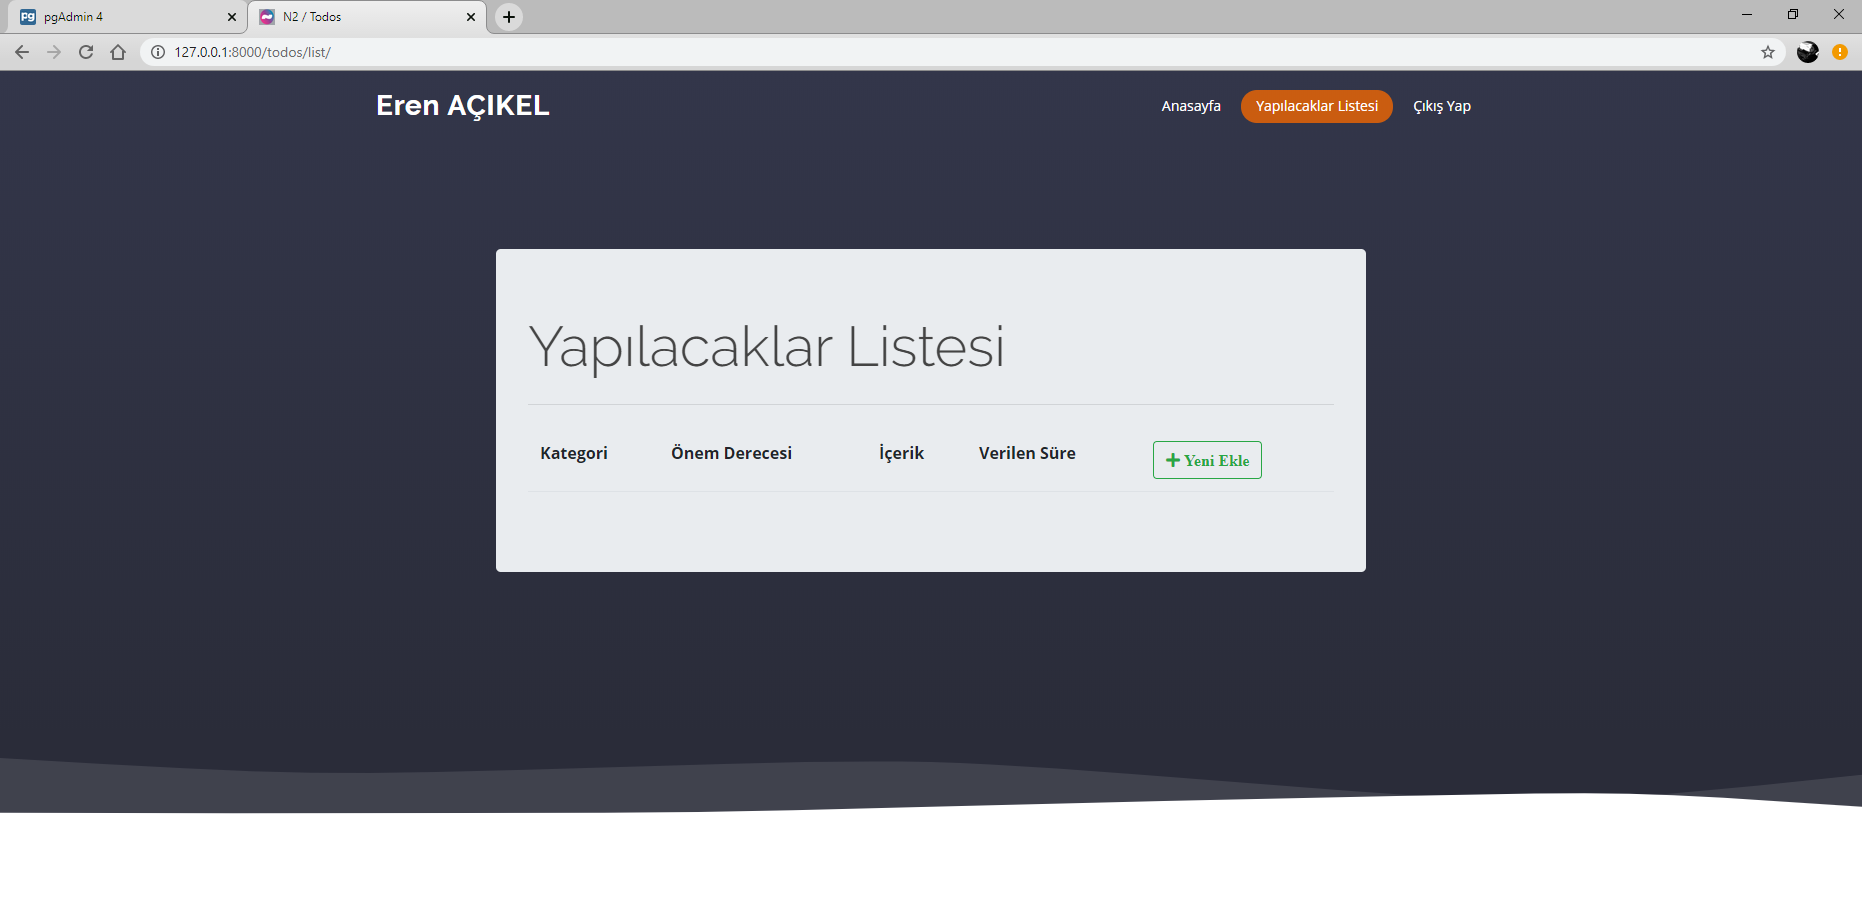 pgAdmin 4
N2 / Todos
127.0.0.1:8000/todos/list/
Eren AÇIKEL
Anasayfa Yapılacaklar Listesi Çıkış Yap
Yapılacaklar Listesi
Kategori Önem Derecesi İçerik Verilen Süre Yeni Ekle